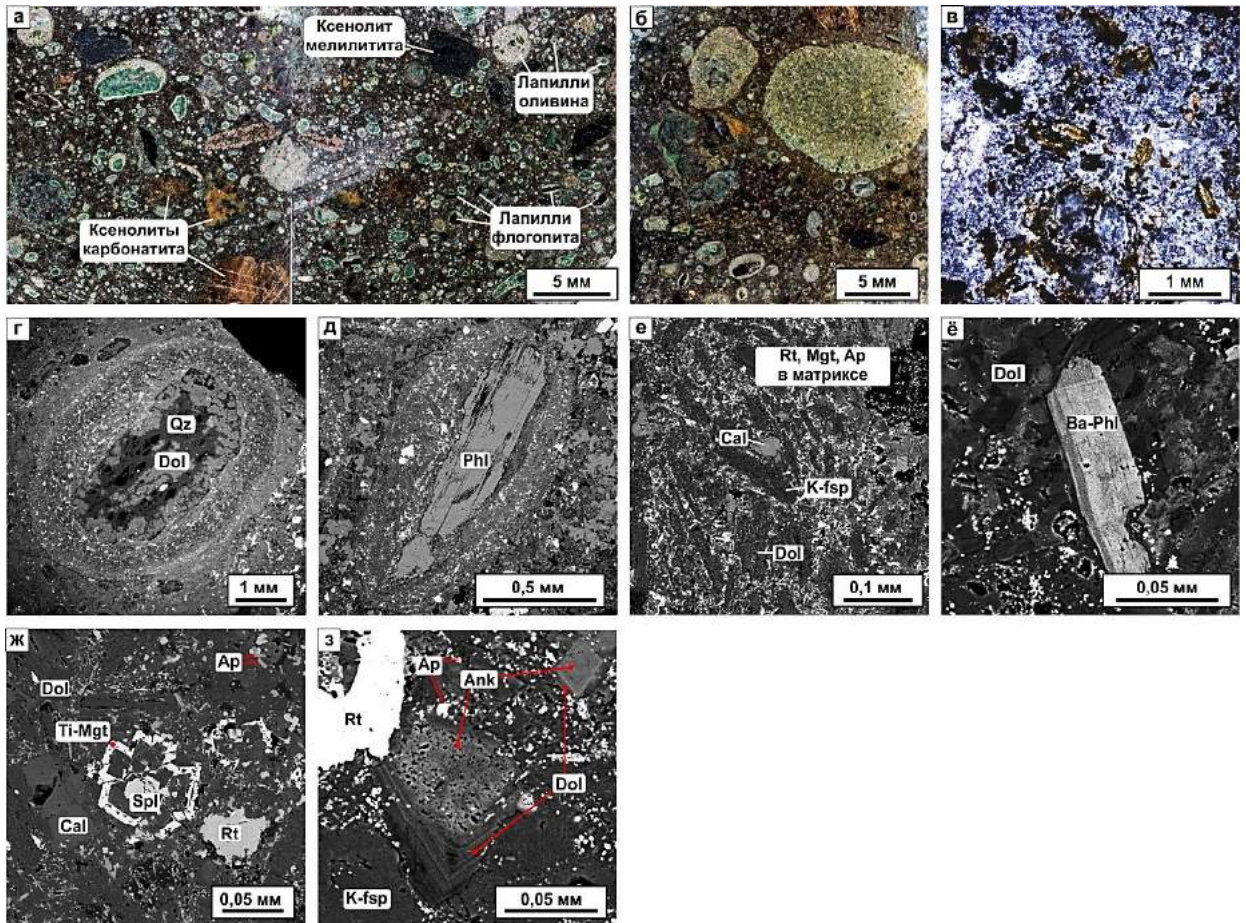 а
Ксенолит
мелилитита
Лапилли
оливина
Ксенолиты
карбонатита
Лапилли
флогопита
5 мм
б
5 мм
в
1 мм
г
Qz
Dol
1 мм
д
Phl
0,5 мм
е
Rt, Mgt, Ap
в матриксе
Cal
K-fsp
Dol
0,1 мм
ё
Dol
Ba-Phl
0,05 мм
ж
Ap
Dol
Ti-Mgt
Spl
Cal
Rt
0,05 мм
з
Ap
Ank
Rt
Dol
K-fsp
0,05 мм